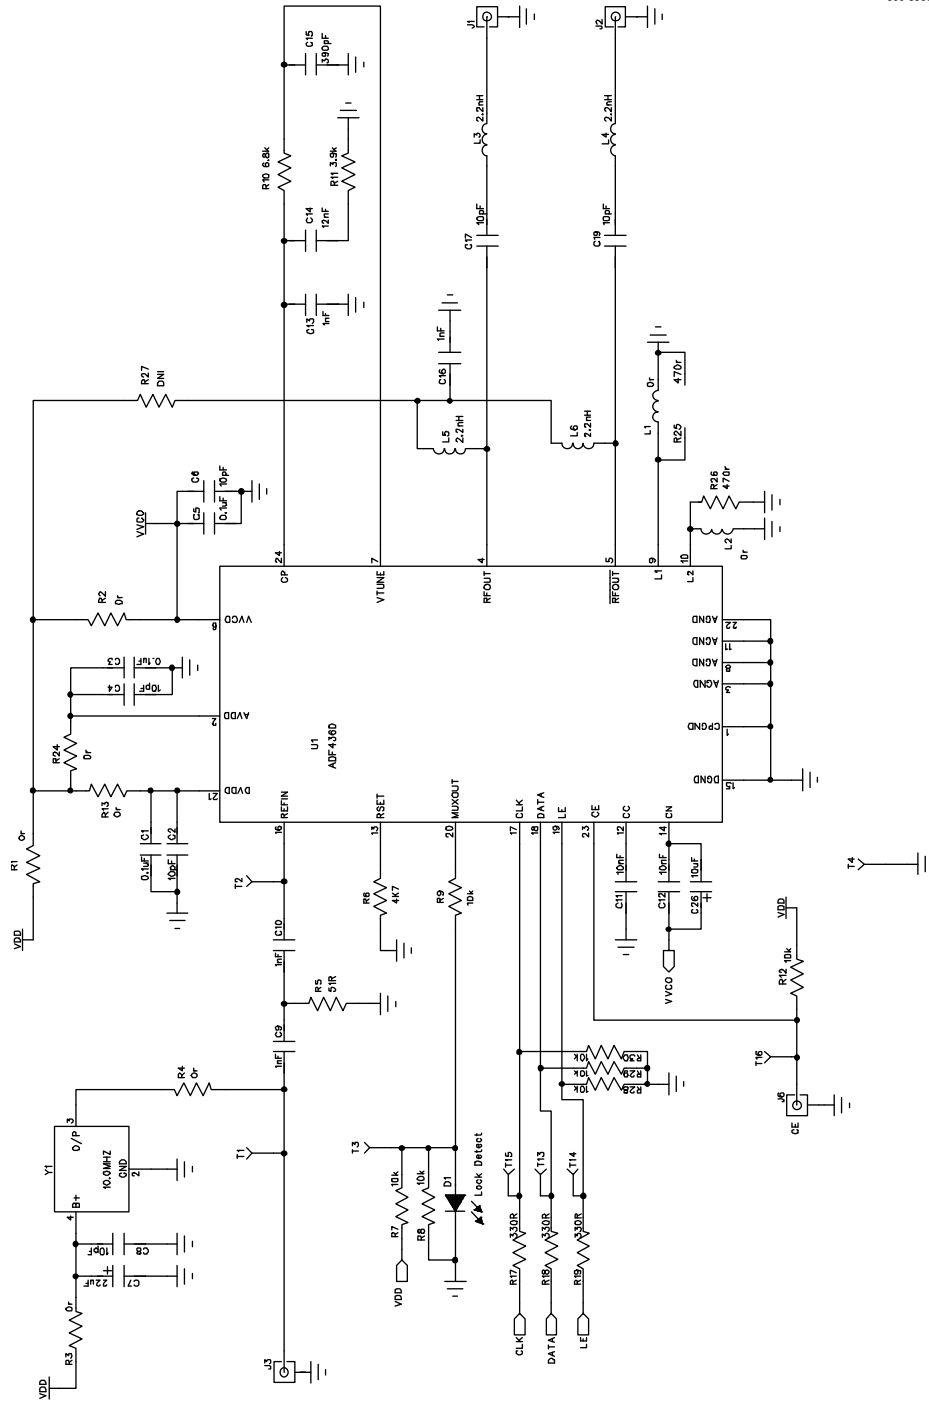 J1
J2
C15
390pF
R10 6.8k
R11 3.9k
C14
12nF
C13
1nF
L3 2.2nH
L4 2.2nH
C17 10pF
C19 10pF
R27
DNI
1nF
C16
L5
2.2nH
L6
2.2nH
L1 0r
R25 470r
R26
470r
L2
0r
VVCO
C6
10pF
C5
0.1uF
R2
0r
C3 0.1uF
C4 10pF
R24
0r
R13
0r
R1 0r
VDD
C1
0.1uF
C2
10pF
CP 24
VTUNE 7
RFOUT 4
RFOUT 5
L1 9
L2 10
VVCO 6
AVDD 2
DVDD 21
U1
ADF4360
AGND 22
AGND 11
AGND 8
AGND 3
CPGND 1
DGND 15
REFIN 16
RSET 13
MUXOUT 20
CLK 17
DATA 18
LE 19
CE 23
CC 12
CN 14
T2
C10
1nF
R5
51R
C9
1nF
R6
4K7
R9
10k
C11 10nF
C12 10nF
C26 10uF
+
VVCO
T4
VDD
R12 10k
T16
J6
CE
10k R30
10k R29
10k R28
R4
0r
Y1
10.0MHZ
O/P 3
GND 2
B+ 4
10pF C8
22uF C7
+
R3 0r
VDD
T1
J3
T3
R7 10k
R8 10k
VDD
D1
Lock Detect
T15
T13
T14
R17 330R
R18 330R
R19 330R
CLK
DATA
LE